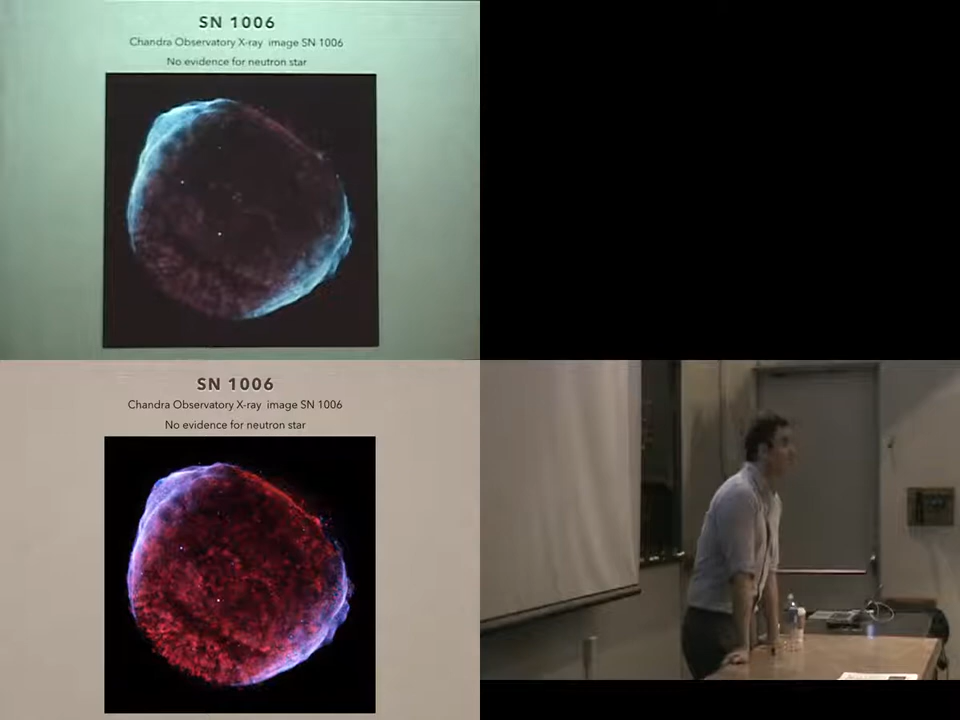 SN 1006
Chandra Observatory X-ray image SN 1006
No evidence for neutron star
SN 1006
Chandra Observatory X-ray image SN 1006
No evidence for neutron star